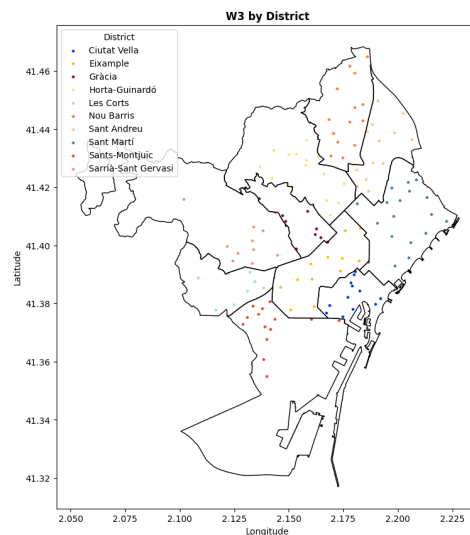 W3 by District
District
Ciutat Vella
Eixample
Gràcia
Horta-Guinardó
Les Corts
Nou Barris
Sant Andreu
Sant Martí
Sants-Montjuïc
Sarrià-Sant Gervasi
Latitude
41.46
41.44
41.42
41.40
41.38
41.36
41.34
41.32
2.050 2.075 2.100 2.125 2.150 2.175 2.200 2.225
Longitude